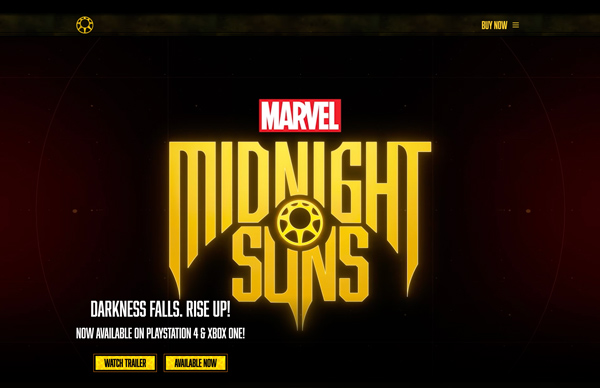 BUY NOW
MARVEL
MIDNIGHT
SUNS
DARKNESS FALLS. RISE UP!
NOW AVAILABLE ON PLAYSTATION 4 & XBOX ONE!
WATCH TRAILER
AVAILABLE NOW